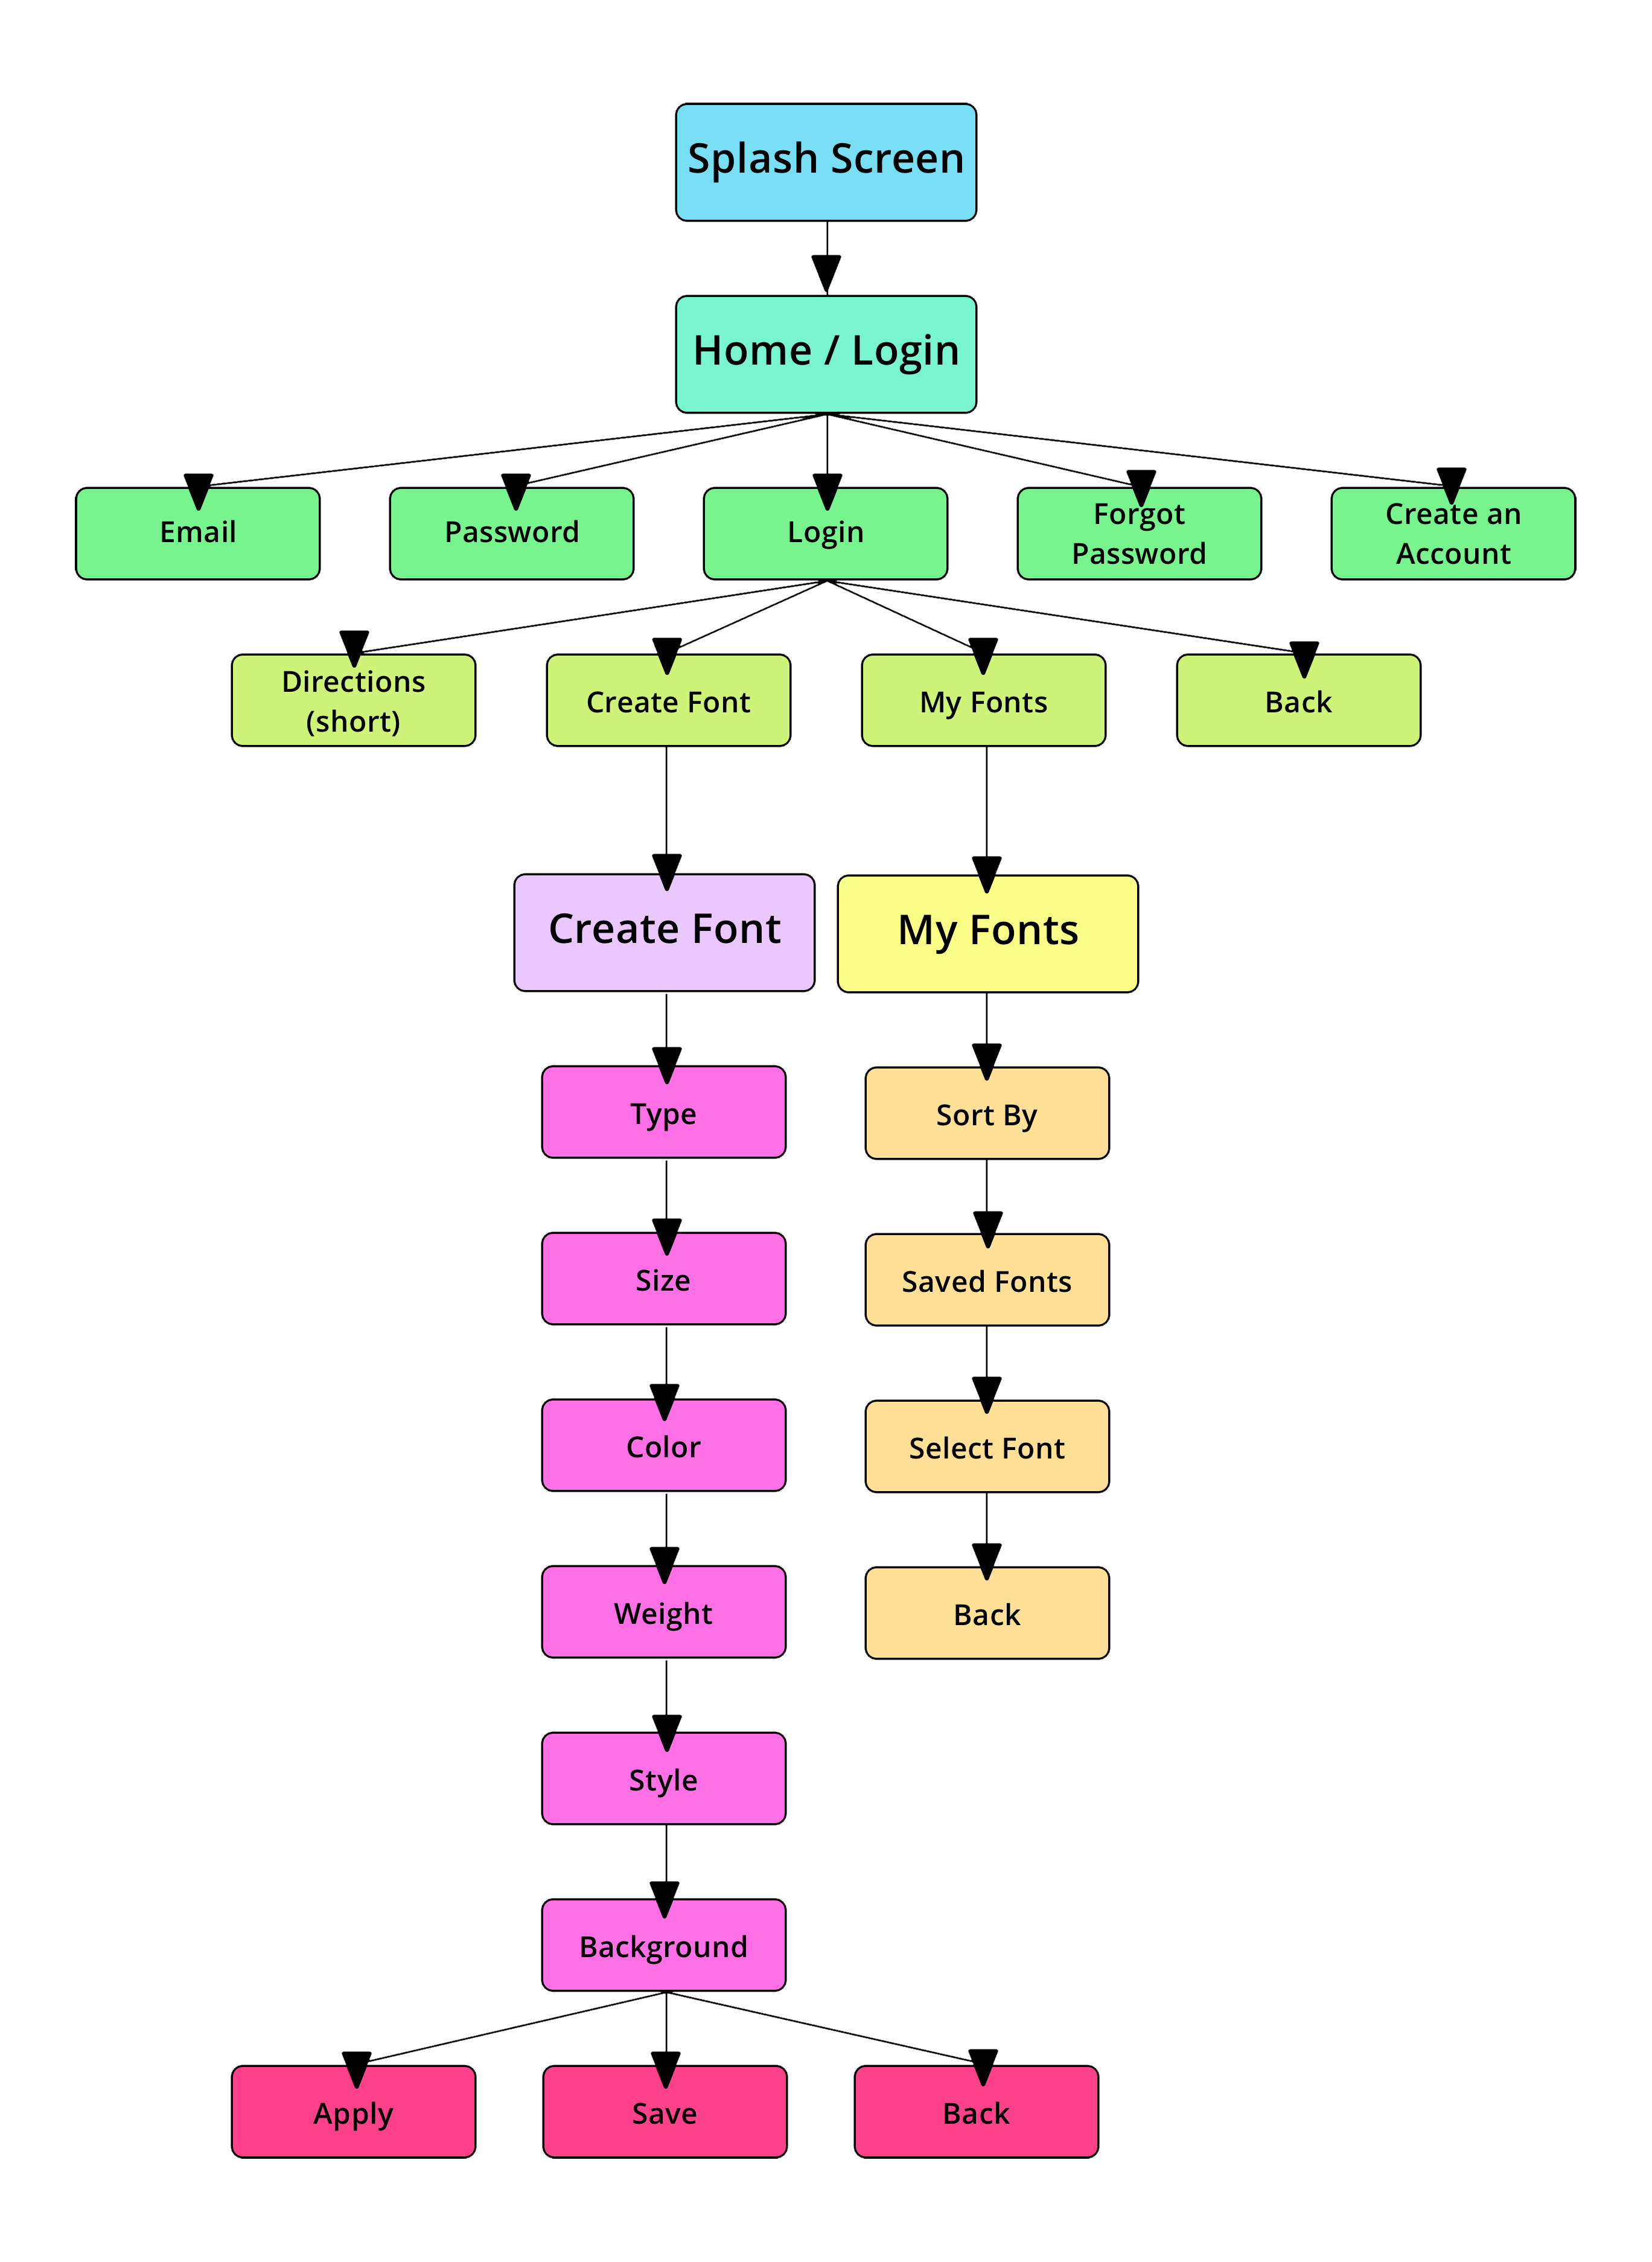 Splash Screen
Home / Login
Email
Password
Login
Forgot
Password
Create an
Account
Directions
(short)
Create Font
My Fonts
Back
Create Font
My Fonts
Type
Sort By
Size
Saved Fonts
Color
Select Font
Weight
Back
Style
Background
Apply
Save
Back